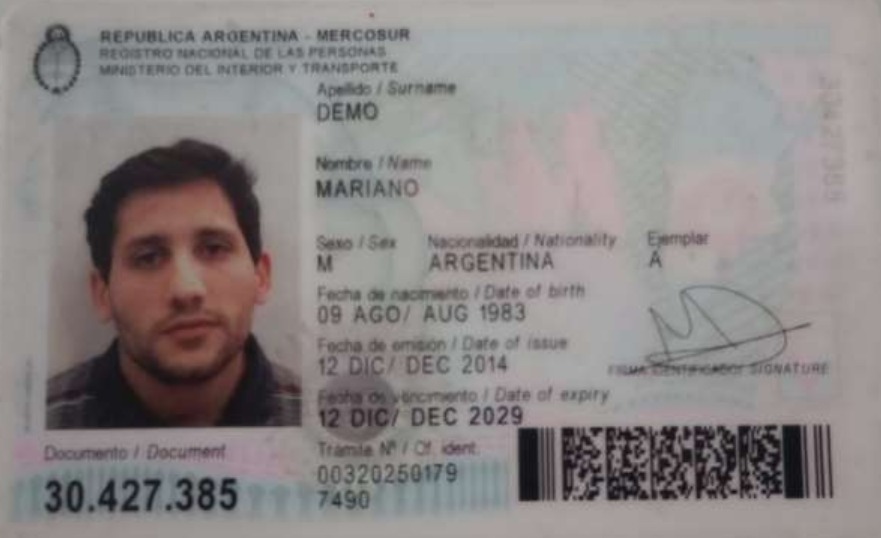 REPUBLICA ARGENTINA - MERCOSUR
REGISTRO NACIONAL DE LAS PERSONAS
MINISTERIO DEL INTERIOR Y TRANSPORTE
Apellido / Surname
DEMO
Nombre / Name
MARIANO
Sexo / Sex Nacionalidad / Nationality Ejemplar
M ARGENTINA A
Fecha de nacimiento / Date of birth
09 AGO/ AUG 1983
Fecha de emisión / Date of issue
12 DIC/ DEC 2014
FIRMA IDENTIFICADO/ SIGNATURE
Fecha de vencimiento / Date of expiry
12 DIC/ DEC 2029
Documento / Document
30.427.385
Trámite Nº / Of. ident.
00320250179
7490